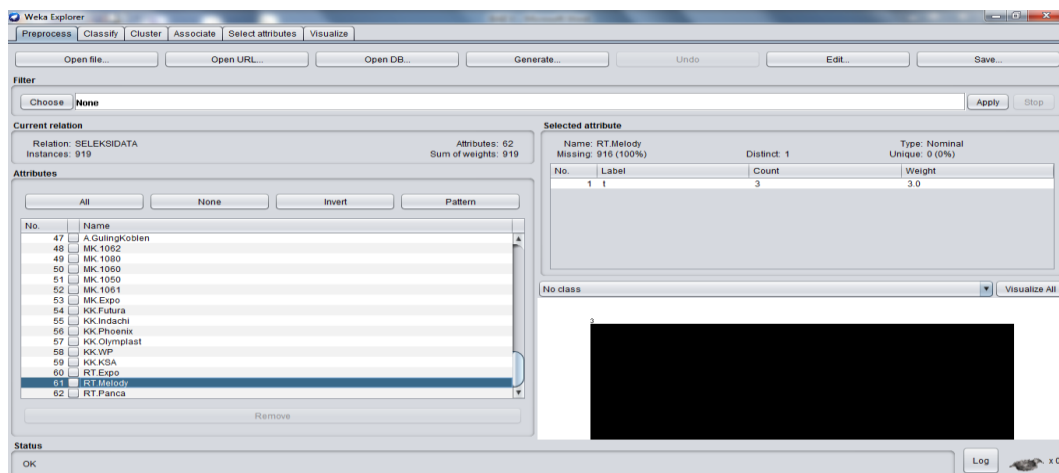 Weka Explorer
Preprocess Classify Cluster Associate Select attributes Visualize
Open file... Open URL... Open DB... Generate... Undo Edit... Save...
Filter
Choose None Apply Stop
Current relation
Relation: SELEKSIDATA Attributes: 62
Instances: 919 Sum of weights: 919
Attributes
All None Invert Pattern
No. Name
47 A.GulingKoblen
48 MK.1062
49 MK.1080
50 MK.1060
51 MK.1050
52 MK.1061
53 MK.Expo
54 KK.Futura
55 KK.Indachi
56 KK.Phoenix
57 KK.Olymplast
58 KK.WP
59 KK.KSA
60 RT.Expo
61 RT.Melody
62 RT.Panca
Remove
Selected attribute
Name: RT.Melody Type: Nominal
Missing: 916 (100%) Distinct: 1 Unique: 0 (0%)
No. Label Count Weight
1 t 3 3.0
No class Visualize All
3
Status
OK Log x 0